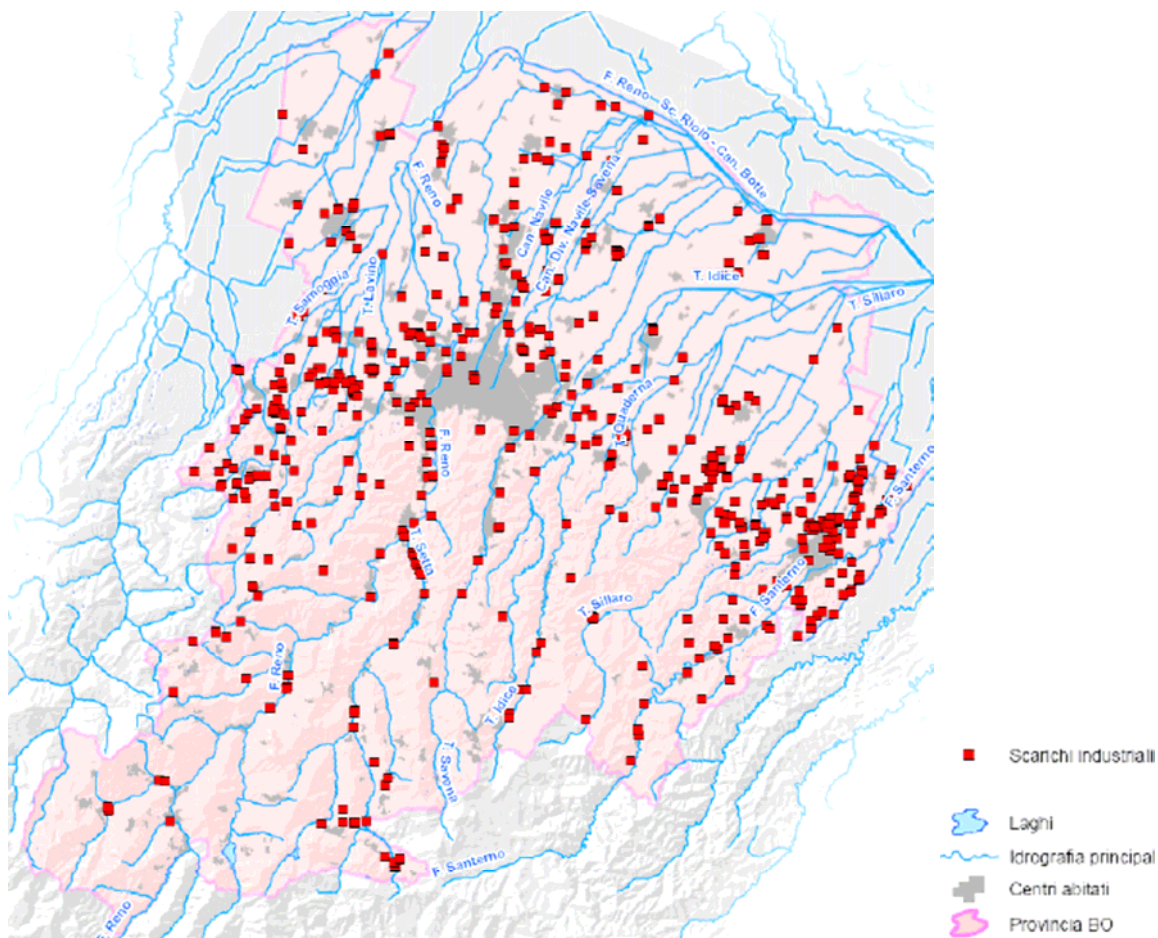 F. Reno - Sc. Riolo - Can. Botte
F. Reno
Can. Navile
Can. Div. Navile-Savena
T. Samoggia
T. Lavino
T. Idice
T. Sillaro
T. Quaderna
F. Reno
F. Santerno
T. Setta
T. Sillaro
F. Santerno
F. Reno
T. Idice
T. Savena
F. Santerno
F. Reno
Scarichi industriali
Laghi
Idrografia principal
Centri abitati
Provincia BO